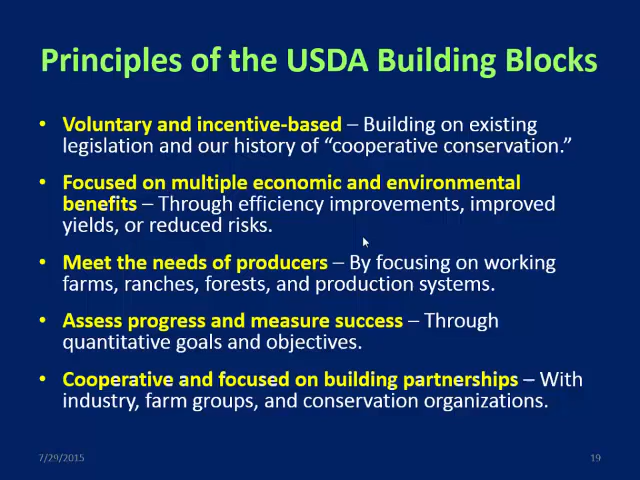 Principles of the USDA Building Blocks
• Voluntary and incentive-based – Building on existing
legislation and our history of “cooperative conservation.”
• Focused on multiple economic and environmental
benefits – Through efficiency improvements, improved
yields, or reduced risks.
• Meet the needs of producers – By focusing on working
farms, ranches, forests, and production systems.
• Assess progress and measure success – Through
quantitative goals and objectives.
• Cooperative and focused on building partnerships – With
industry, farm groups, and conservation organizations.
7/29/2015
19